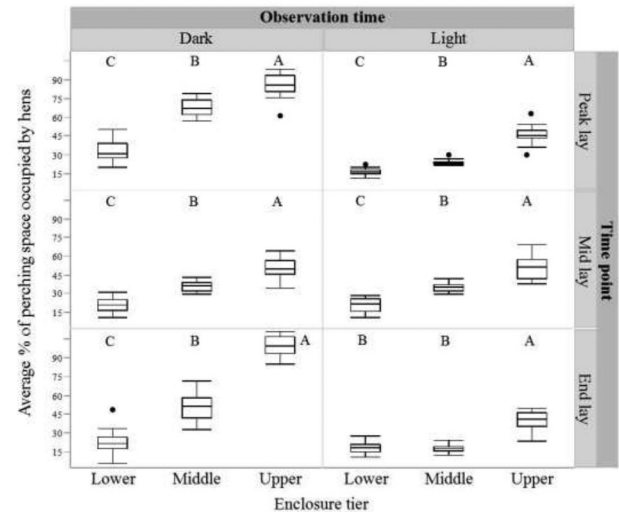 Observation time
Dark Light
C B A C B A
90
75
60
45
30
15
Peak lay
C B A C B A
90
75
60
45
30
15
Mid lay
C B A B B A
90
75
60
45
30
15
End lay
Time point
Average % of perching space occupied by hens
Lower Middle Upper Lower Middle Upper
Enclosure tier